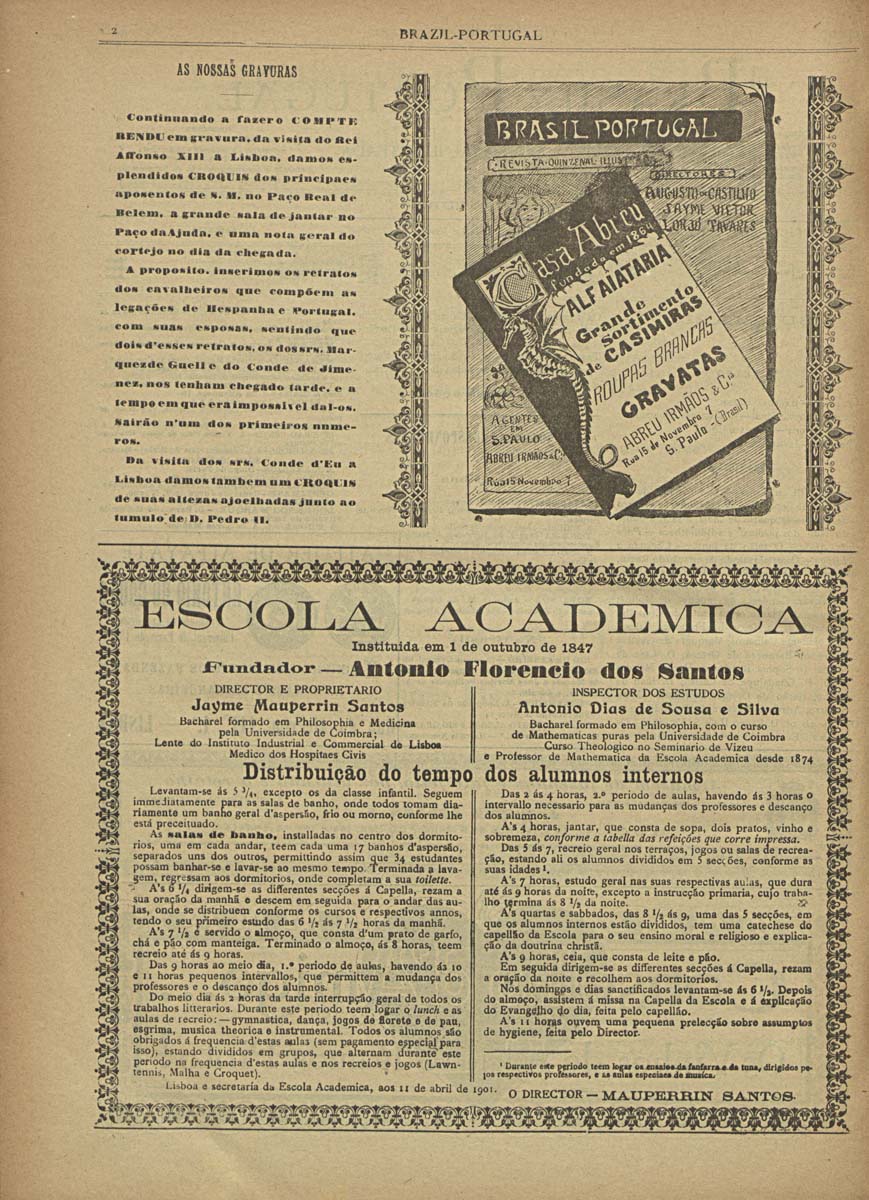 2
BRAZIL-PORTUGAL
AS NOSSAS GRAVURAS
Continuando a fazero COMPTE
RENDU em gravura, da visita do Rei
Affonso XIII a Lisboa, damos es-
plendidos CROQUIS dos principaes
aposentos de S. M. no Paço Real de
Belem, a grande sala de jantar no
Paço da Ajuda, e uma nota geral do
cortejo no dia da chegada.
A proposito, inserimos os retratos
dos cavalheiros que compõem as
legações de Hespanha e Portugal,
com suas esposas, sentindo que
dois d'esses retratos, os dos srs. Mar-
quezde Guell e do Conde de Jime-
nez, nos tenham chegado tarde, e a
tempo em que era impossivel dal-os.
Sairão n'um dos primeiros nume-
ros.
Da visita dos srs. Conde d'Eu a
Lisboa damos tambem um CROQUIS
de suas altezas ajoelhadas junto ao
tumulo de D. Pedro II.
BRASIL PORTUGAL
REVISTA QUINZENAL ILLUS
DIRECTORES
AUGUSTO DE CASTILHO
JAYME VICTOR
LORJÓ TAVARES
Casa Abreu
fundada em 1884
ALFAIATARIA
Grande
sortimento
de CASIMIRAS
ROUPAS BRANCAS
GRAVATAS
ABREU IRMÃOS & Cia
Rua 15 de Novembro 7
S. Paulo - (Brasil)
AGENTES
EM
S. PAULO
ABREU IRMÃOS & C.
Rua 15 Novembro 7
ESCOLA ACADEMICA
Instituida em 1 de outubro de 1847
Fundador — Antonio Florencio dos Santos
DIRECTOR E PROPRIETARIO
Jayme Mauperrin Santos
Bacharel formado em Philosophia e Medicina
pela Universidade de Coimbra;
Lente do Instituto Industrial e Commercial de Lisboa
Medico dos Hospitaes Civis
INSPECTOR DOS ESTUDOS
Antonio Dias de Sousa e Silva
Bacharel formado em Philosophia, com o curso
de Mathematicas puras pela Universidade de Coimbra
Curso Theologico no Seminario de Vizeu
e Professor de Mathematica da Escola Academica desde 1874
Distribuição do tempo dos alumnos internos
Levantam-se ás 5 3/4, excepto os da classe infantil. Seguem
immediatamente para as salas de banho, onde todos tomam dia-
riamente um banho geral d'aspersão, frio ou morno, conforme lhe
está preceituado.
As salas de banho, installadas no centro dos dormito-
rios, uma em cada andar, teem cada uma 17 banhos d'aspersão,
separados uns dos outros, permittindo assim que 34 estudantes
possam banhar-se e lavar-se ao mesmo tempo. Terminada a lava-
gem, regressam aos dormitorios, onde completam a sua toilette.
A's 6 1/4 dirigem-se as differentes secções á Capella, rezam a
sua oração da manhã e descem em seguida para o andar das au-
las, onde se distribuem conforme os cursos e respectivos annos,
tendo o seu primeiro estudo das 6 1/2 ás 7 1/2 horas da manhã.
A's 7 1/2 é servido o almoço, que consta d'um prato de garfo,
chá e pão com manteiga. Terminado o almoço, ás 8 horas, teem
recreio até ás 9 horas.
Das 9 horas ao meio dia, 1.º periodo de aulas, havendo ás 10
e 11 horas pequenos intervallos, que permittem a mudança dos
professores e o descanço dos alumnos.
Do meio dia ás 2 horas da tarde interrupção geral de todos os
trabalhos litterarios. Durante este periodo teem logar o lunch e as
aulas de recreio: — gymnastica, dança, jogos de florete e de pau,
esgrima, musica theorica e instrumental. Todos os alumnos são
obrigados á frequencia d'estas aulas (sem pagamento especial para
isso), estando divididos em grupos, que alternam durante este
periodo na frequencia d'estas aulas e nos recreios e jogos (Lawn-
tennis, Malha e Croquet).
Lisboa e secretaria da Escola Academica, aos 11 de abril de 1901.
Das 2 ás 4 horas, 2.º periodo de aulas, havendo ás 3 horas o
intervallo necessario para as mudanças dos professores e descanço
dos alumnos.
A's 4 horas, jantar, que consta de sopa, dois pratos, vinho e
sobremeza, conforme a tabella das refeições que corre impressa.
Das 5 ás 7, recreio geral nos terraços, jogos ou salas de recrea-
ção, estando ali os alumnos divididos em 5 secções, conforme as
suas idades¹.
A's 7 horas, estudo geral nas suas respectivas aulas, que dura
até ás 9 horas da noite, excepto a instrucção primaria, cujo traba-
lho termina ás 8 1/2 da noite.
A's quartas e sabbados, das 8 1/2 ás 9, uma das 5 secções, em
que os alumnos internos estão divididos, tem uma catechese do
capellão da Escola para o seu ensino moral e religioso e explica-
ção da doutrina christã.
A's 9 horas, ceia, que consta de leite e pão.
Em seguida dirigem-se as differentes secções á Capella, rezam
a oração da noite e recolhem aos dormitorios.
Nos domingos e dias sanctificados levantam-se ás 6 1/2. Depois
do almoço, assistem á missa na Capella da Escola e á explicação
do Evangelho do dia, feita pelo capellão.
A's 11 horas ouvem uma pequena prelecção sobre assumptos
de hygiene, feita pelo Director.
¹ Durante este periodo teem logar os ensaios da fanfarra e da tuna, dirigidos pe-
los respectivos professores, e as aulas especiaes de musica.
O DIRECTOR — MAUPERRIN SANTOS.